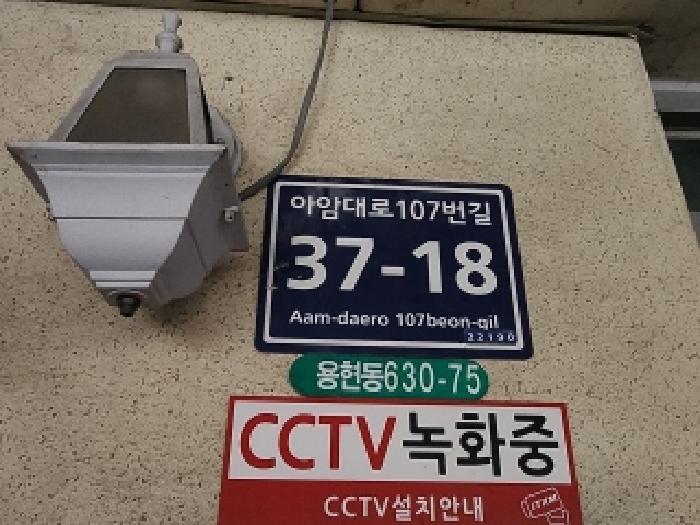 아암대로107번길
37-18
Aam-daero 107beon-gil
22190
용현동630-75
CCTV녹화중
CCTV설치안내